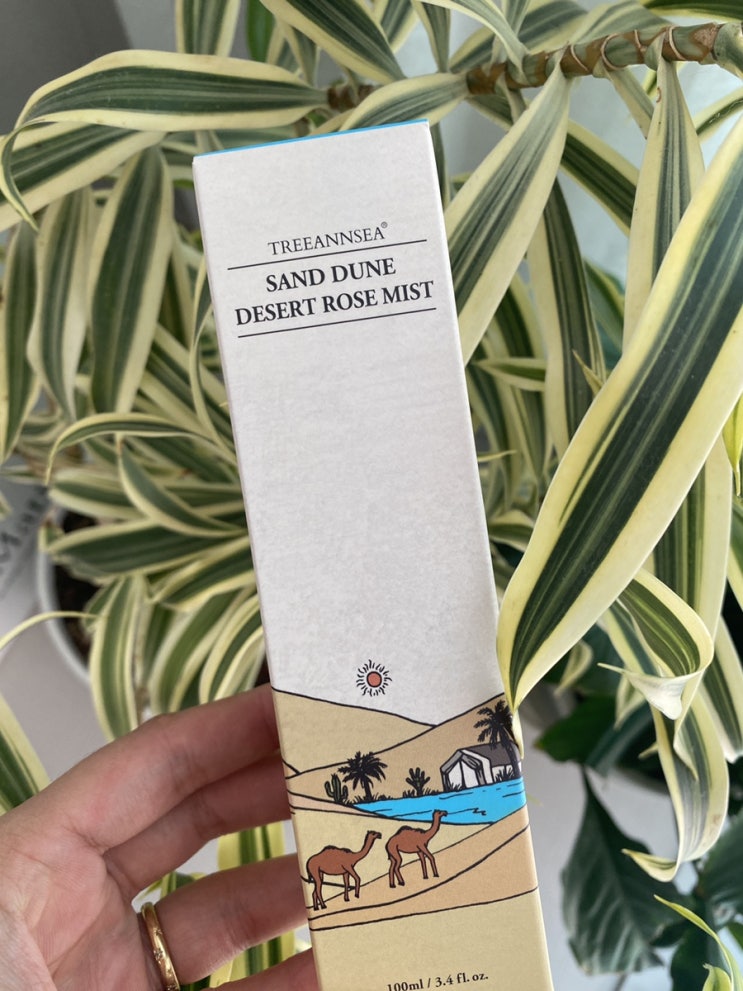 TREEANNSEA®
SAND DUNE
DESERT ROSE MIST
100ml / 3.4 fl. oz.